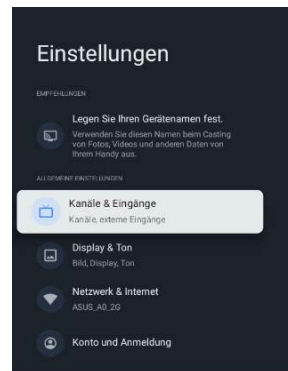 Einstellungen
EMPFEHLUNGEN
Legen Sie Ihren Gerätenamen fest.
Verwenden Sie diesen Namen beim Casting
von Fotos, Videos und anderen Daten von
Ihrem Handy aus.
ALLGEMEINE EINSTELLUNGEN
Kanäle & Eingänge
Kanäle, externe Eingänge
Display & Ton
Bild, Display, Ton
Netzwerk & Internet
ASUS_A0_2G
Konto und Anmeldung